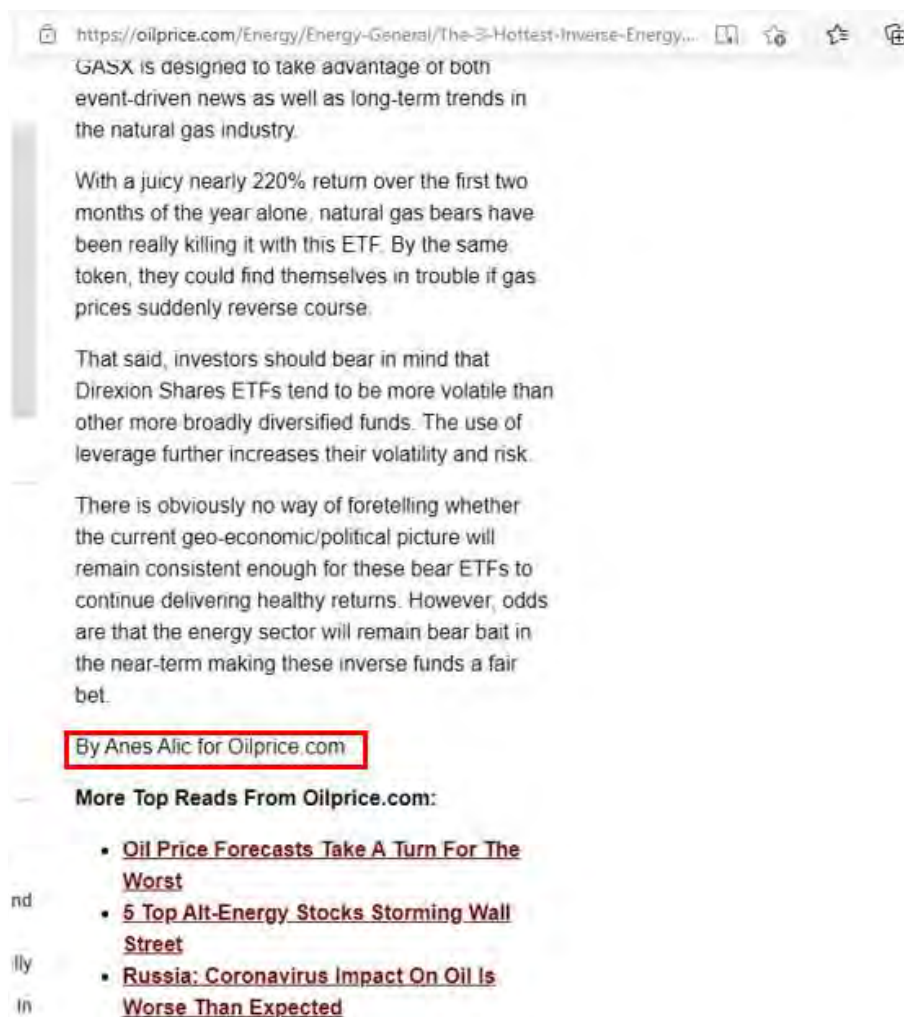 https://oilprice.com/Energy/Energy-General/The-3-Hottest-Inverse-Energy...
GASX is designed to take advantage of both
event-driven news as well as long-term trends in
the natural gas industry.
With a juicy nearly 220% return over the first two
months of the year alone, natural gas bears have
been really killing it with this ETF. By the same
token, they could find themselves in trouble if gas
prices suddenly reverse course.
That said, investors should bear in mind that
Direxion Shares ETFs tend to be more volatile than
other more broadly diversified funds. The use of
leverage further increases their volatility and risk.
There is obviously no way of foretelling whether
the current geo-economic/political picture will
remain consistent enough for these bear ETFs to
continue delivering healthy returns. However, odds
are that the energy sector will remain bear bait in
the near-term making these inverse funds a fair
bet.
By Anes Alic for Oilprice.com
More Top Reads From Oilprice.com:
• Oil Price Forecasts Take A Turn For The
Worst
nd
• 5 Top Alt-Energy Stocks Storming Wall
Street
lly
• Russia: Coronavirus Impact On Oil Is
In
Worse Than Expected